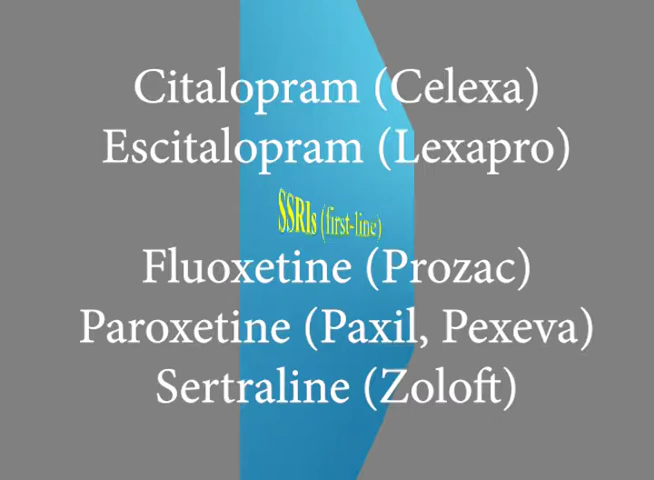 Citalopram (Celexa)
Escitalopram (Lexapro)
SSRIs (first-line)
Fluoxetine (Prozac)
Paroxetine (Paxil, Pexeva)
Sertraline (Zoloft)